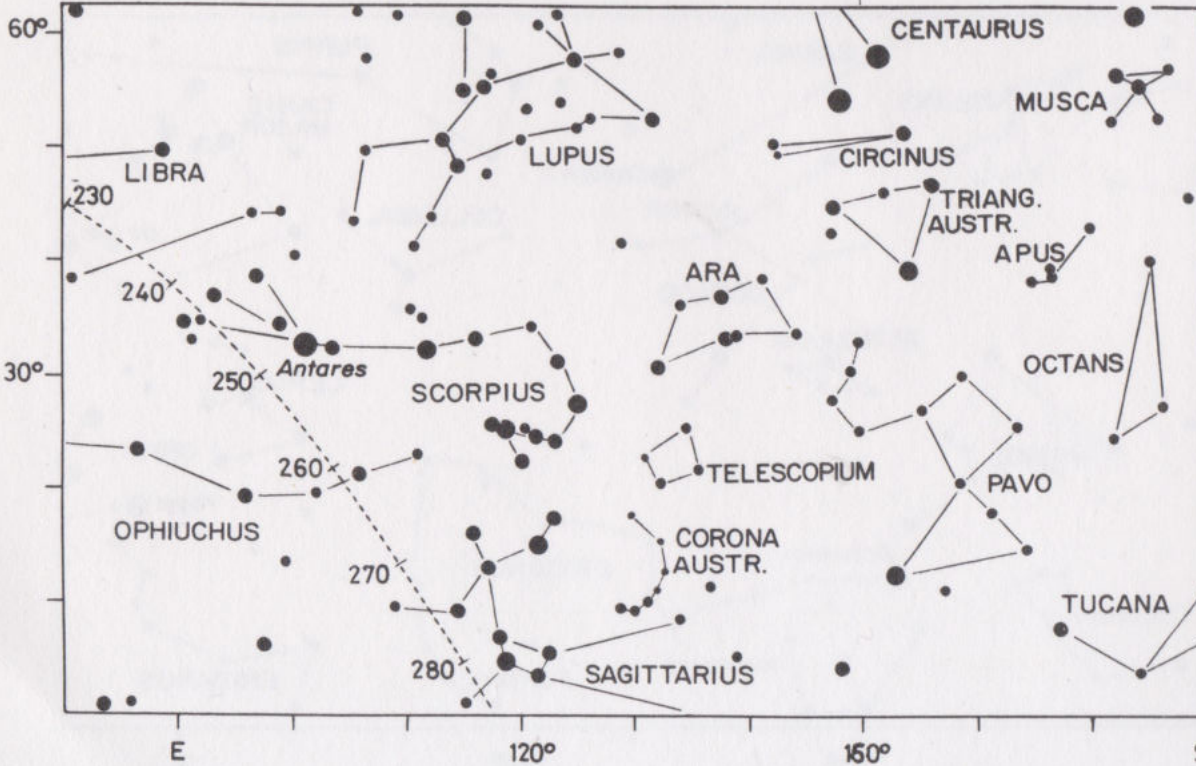 60°
CENTAURUS
MUSCA
LIBRA
LUPUS
CIRCINUS
230
TRIANG.
AUSTR.
APUS
ARA
240
Antares
30°
250
SCORPIUS
OCTANS
260
TELESCOPIUM
PAVO
OPHIUCHUS
CORONA
AUSTR.
270
TUCANA
280
SAGITTARIUS
E
120°
150°